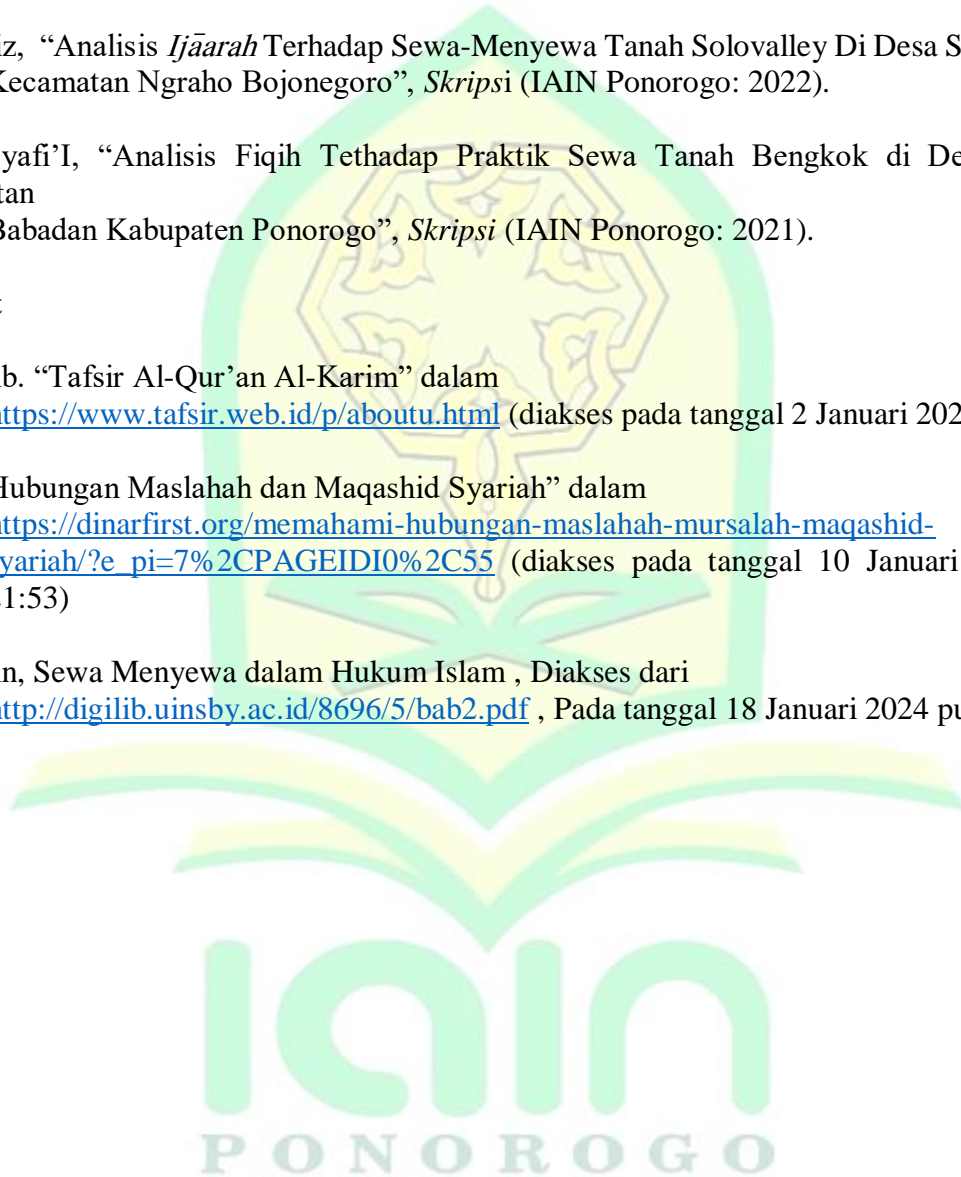 iz, “Analisis Ijāarah Terhadap Sewa-Menyewa Tanah Solovalley Di Desa S
Kecamatan Ngraho Bojonegoro”, Skripsi (IAIN Ponorogo: 2022).
yafi’I, “Analisis Fiqih Tethadap Praktik Sewa Tanah Bengkok di De
tan
Babadan Kabupaten Ponorogo”, Skripsi (IAIN Ponorogo: 2021).
b. “Tafsir Al-Qur’an Al-Karim” dalam
https://www.tafsir.web.id/p/aboutu.html (diakses pada tanggal 2 Januari 202
Hubungan Maslahah dan Maqashid Syariah” dalam
https://dinarfirst.org/memahami-hubungan-maslahah-mursalah-maqashid-
yariah/?e_pi=7%2CPAGEIDI0%2C55 (diakses pada tanggal 10 Januari
1:53)
n, Sewa Menyewa dalam Hukum Islam , Diakses dari
http://digilib.uinsby.ac.id/8696/5/bab2.pdf , Pada tanggal 18 Januari 2024 pu
iain
PONOROGO